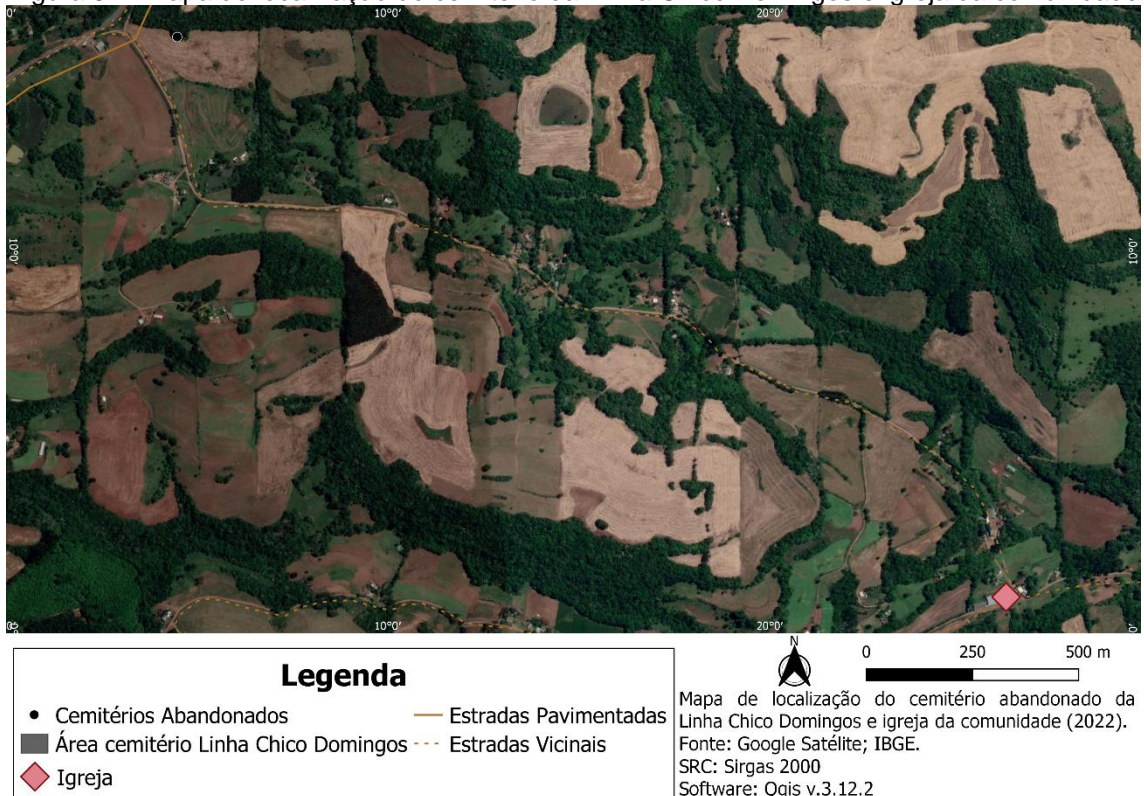 10°0'
20°0'
10°0'
10°0'
0'
10°0'
20°0'
0'
Legenda
Cemitérios Abandonados
Estradas Pavimentadas
Área cemitério Linha Chico Domingos
Estradas Vicinais
Igreja
N
0 250 500 m
Mapa de localização do cemitério abandonado da
Linha Chico Domingos e igreja da comunidade (2022).
Fonte: Google Satélite; IBGE.
SRC: Sirgas 2000
Software: Qgis v.3.12.2